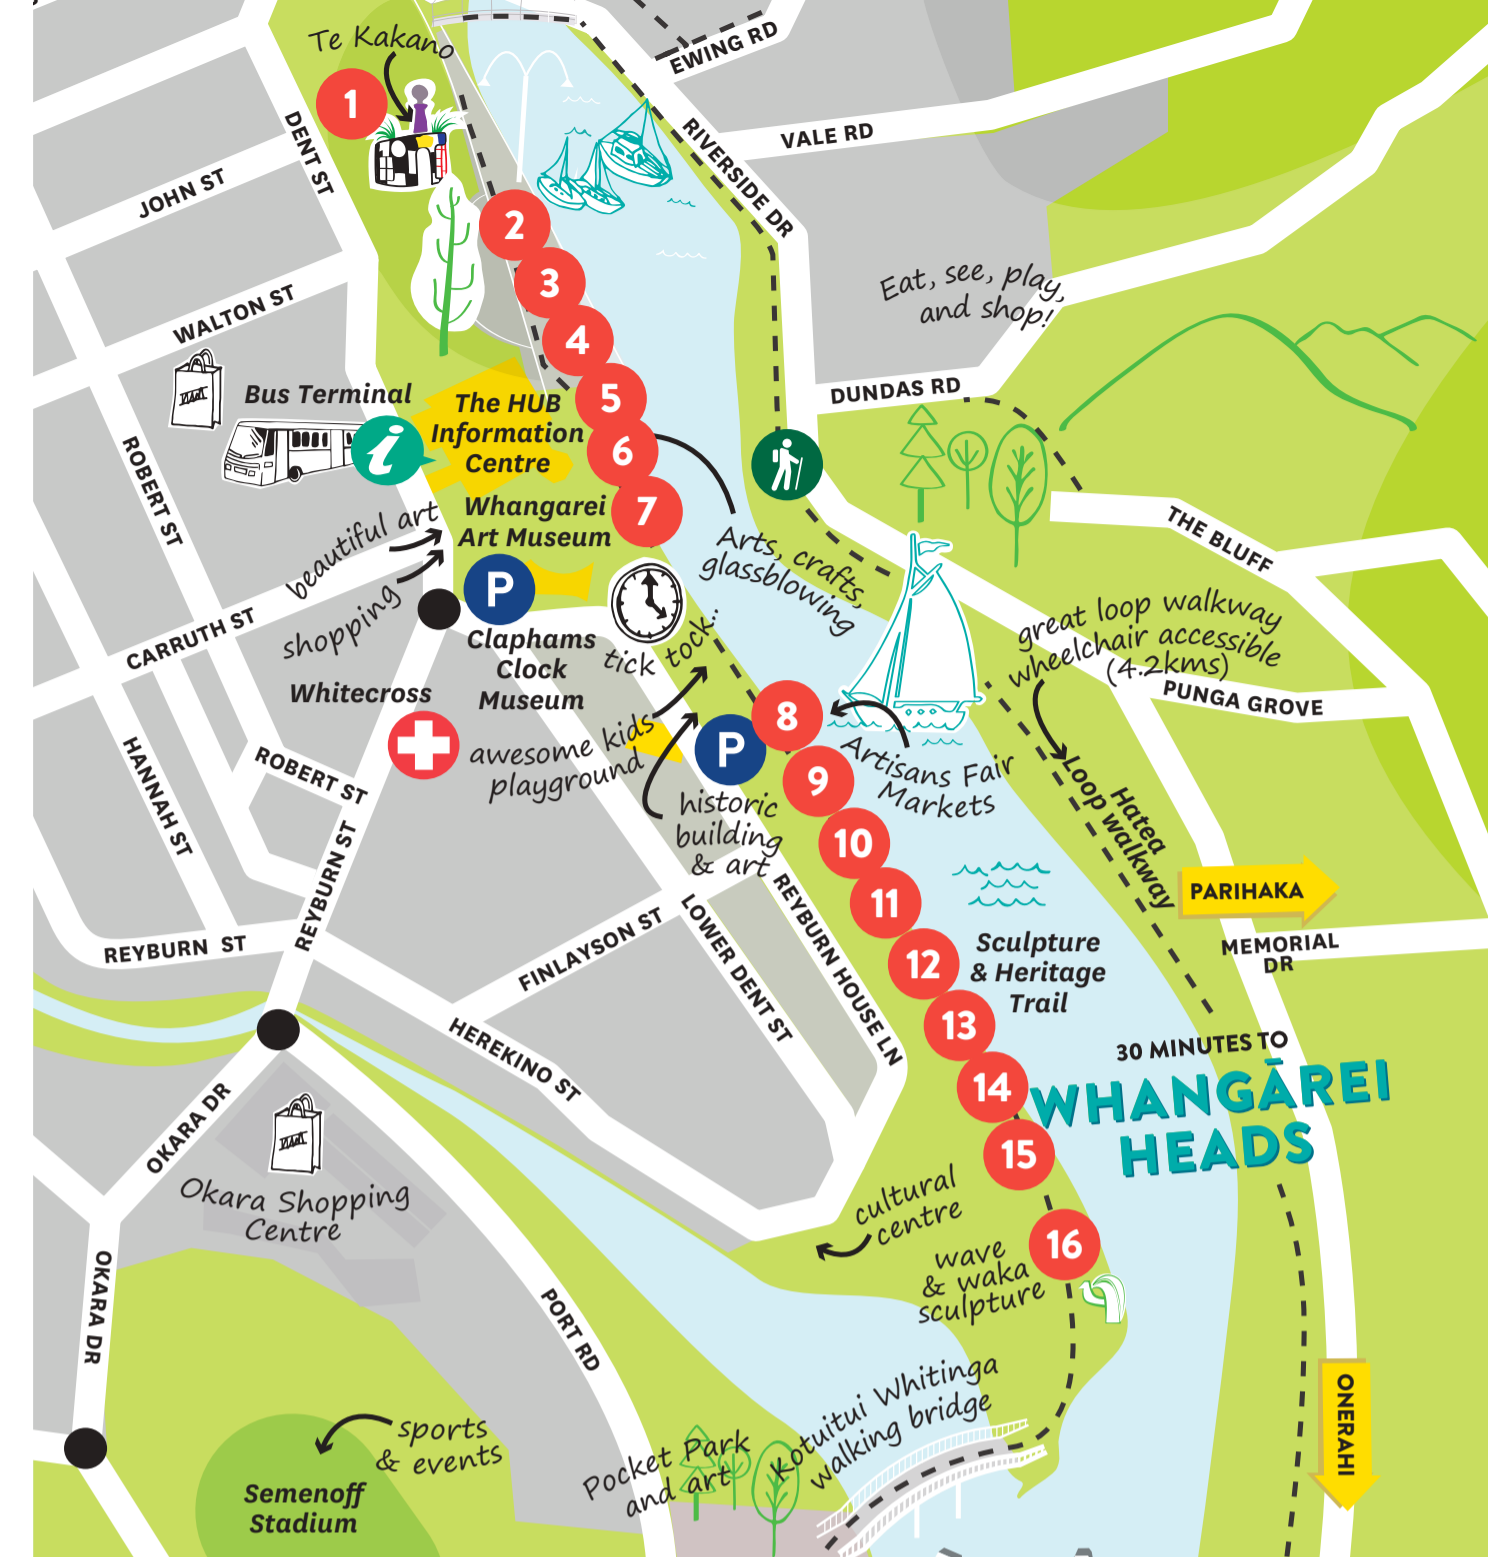 Te Kakano
1
EWING RD
DENT ST
RIVERSIDE DR
VALE RD
JOHN ST
2
3
Eat, see, play,
and shop!
WALTON ST
4
Bus Terminal
The HUB
Information
Centre
i
5
6
7
DUNDAS RD
ROBERT ST
Whangarei
Art Museum
beautiful art
shopping
P
Arts, crafts,
glassblowing
THE BLUFF
CARRUTH ST
Claphams
Clock
Museum
tick tock...
great loop walkway
wheelchair accessible
(4.2kms)
PUNGA GROVE
Whitecross
8
P
awesome kids
playground
Artisans Fair
Markets
9
ROBERT ST
HANNAH ST
historic
building
& art
Hatea
Loop walkway
10
REYBURN ST
11
PARIHAKA
REYBURN HOUSE LN
LOWER DENT ST
FINLAYSON ST
REYBURN ST
12
Sculpture
& Heritage
Trail
MEMORIAL
DR
13
HEREKINO ST
30 MINUTES TO
WHANGĀREI
HEADS
14
15
OKARA DR
Okara Shopping
Centre
cultural
centre
16
wave
& waka
sculpture
OKARA DR
PORT RD
Kotuitui Whitinga
walking bridge
ONERAHI
sports
& events
Pocket Park
and art
Semenoff
Stadium